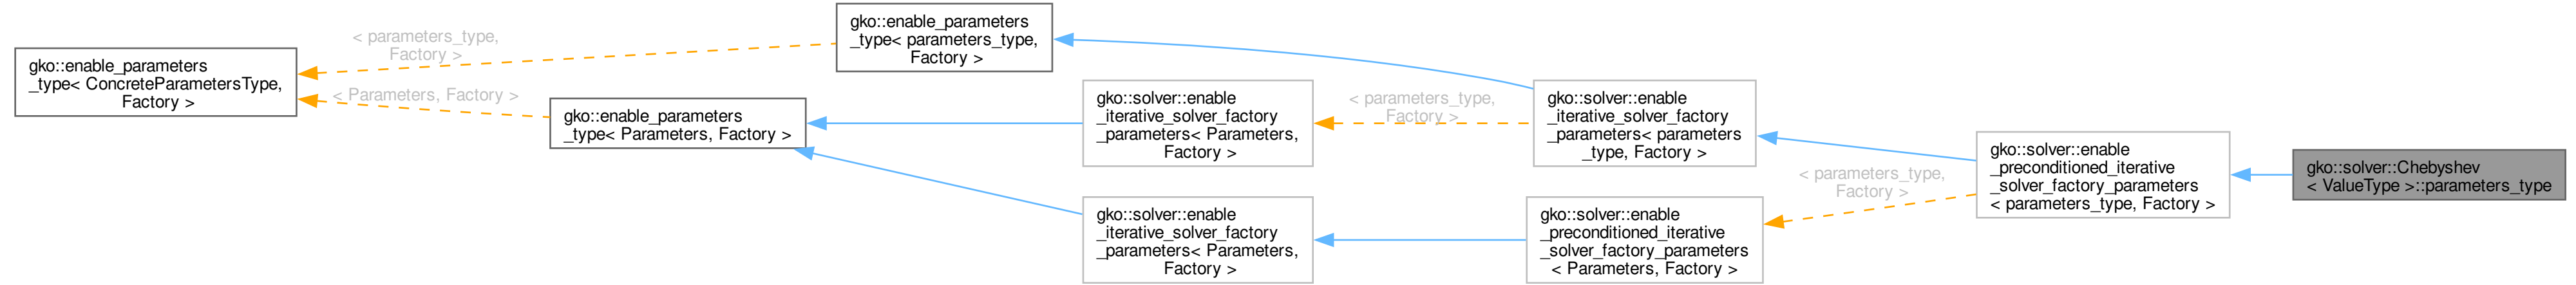 gko::enable_parameters
_type< ConcreteParametersType,
Factory >
< parameters_type,
Factory >
< Parameters, Factory >
gko::enable_parameters
_type< parameters_type,
Factory >
gko::enable_parameters
_type< Parameters, Factory >
gko::solver::enable
_iterative_solver_factory
_parameters< Parameters,
Factory >
gko::solver::enable
_iterative_solver_factory
_parameters< Parameters,
Factory >
< parameters_type,
Factory >
gko::solver::enable
_iterative_solver_factory
_parameters< parameters
_type, Factory >
gko::solver::enable
_preconditioned_iterative
_solver_factory_parameters
< Parameters, Factory >
< parameters_type,
Factory >
gko::solver::enable
_preconditioned_iterative
_solver_factory_parameters
< parameters_type, Factory >
gko::solver::Chebyshev
< ValueType >::parameters_type